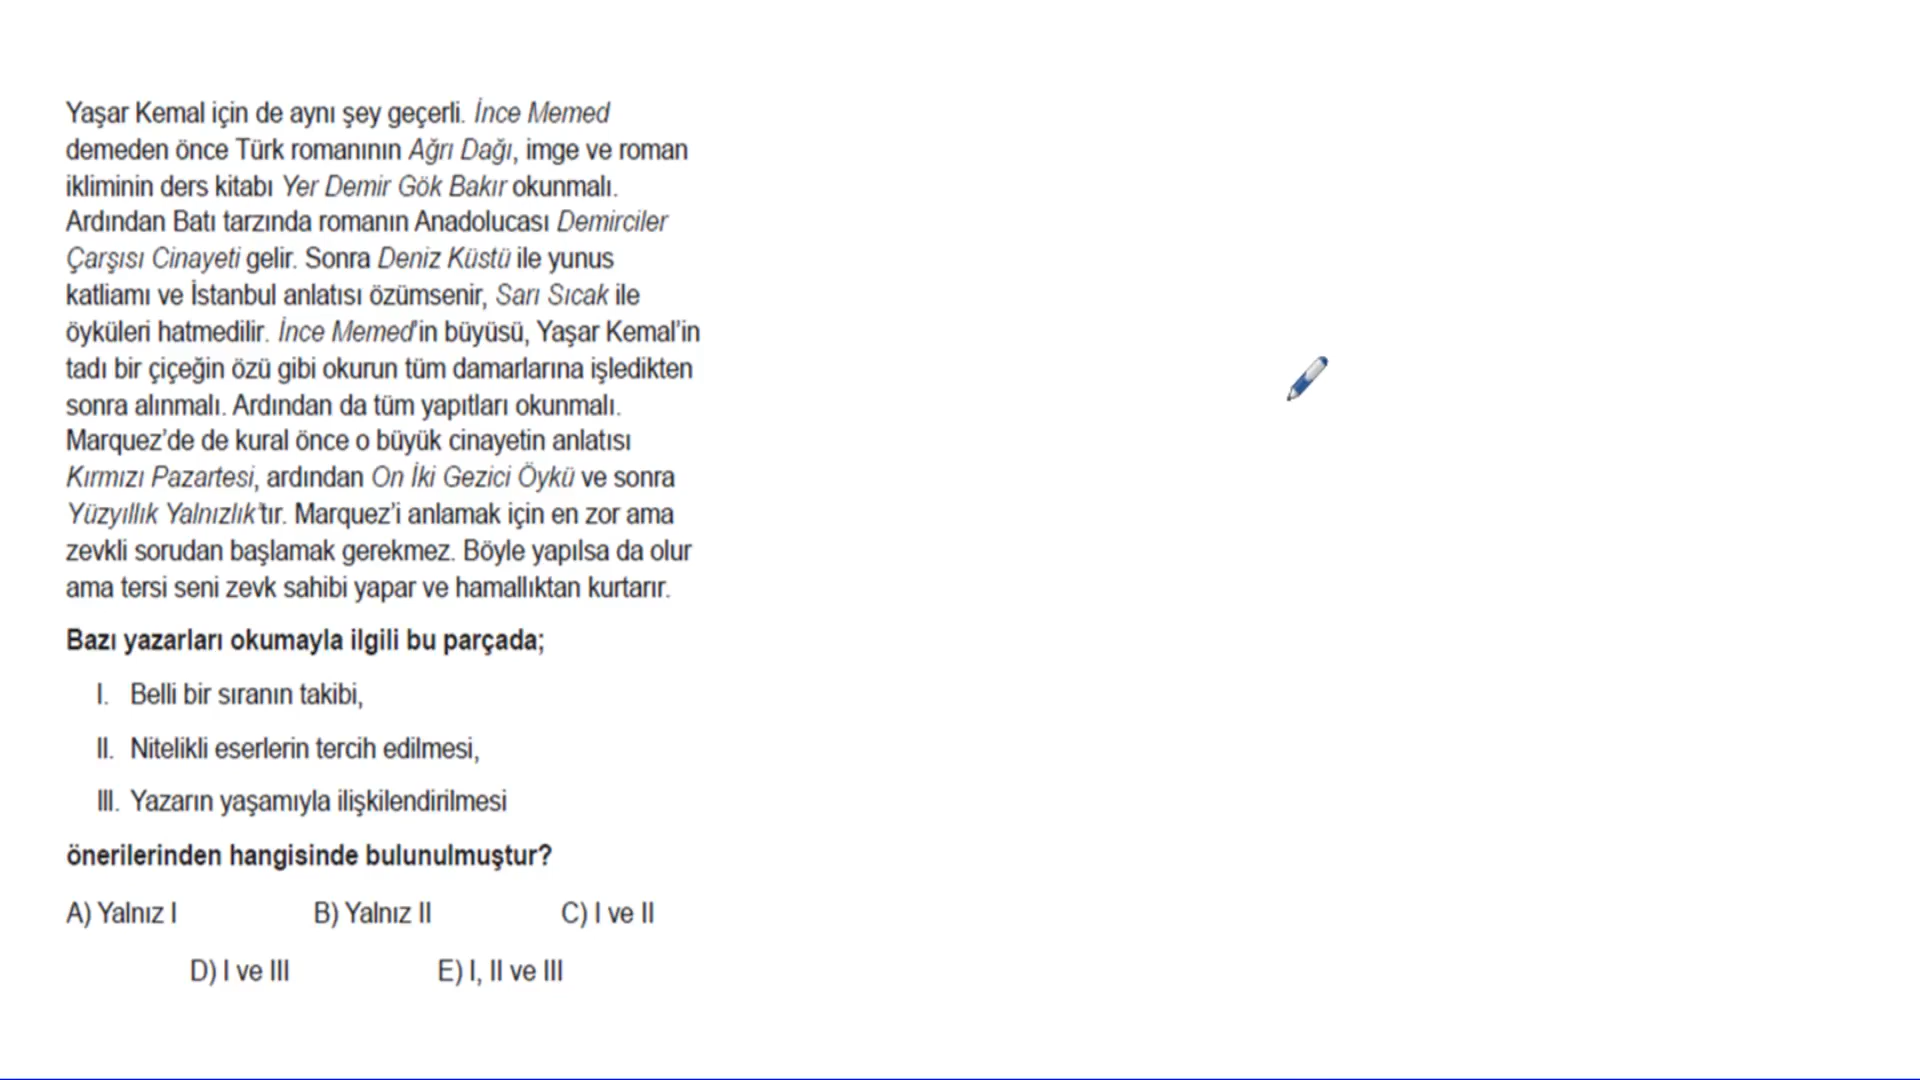 Yaşar Kemal için de aynı şey geçerli. İnce Memed
demeden önce Türk romanının Ağrı Dağı, imge ve roman
ikliminin ders kitabı Yer Demir Gök Bakır okunmalı.
Ardından Batı tarzında romanın Anadolucası Demirciler
Çarşısı Cinayeti gelir. Sonra Deniz Küstü ile yunus
katliamı ve İstanbul anlatısı özümsenir, Sarı Sıcak ile
öyküleri hatmedilir. İnce Memed'in büyüsü, Yaşar Kemal'in
tadı bir çiçeğin özü gibi okurun tüm damarlarına işledikten
sonra alınmalı. Ardından da tüm yapıtları okunmalı.
Marquez'de de kural önce o büyük cinayetin anlatısı
Kırmızı Pazartesi, ardından On İki Gezici Öykü ve sonra
Yüzyıllık Yalnızlık'tır. Marquez'i anlamak için en zor ama
zevkli sorudan başlamak gerekmez. Böyle yapılsa da olur
ama tersi seni zevk sahibi yapar ve hamallıktan kurtarır.
Bazı yazarları okumayla ilgili bu parçada;
I. Belli bir sıranın takibi,
II. Nitelikli eserlerin tercih edilmesi,
III. Yazarın yaşamıyla ilişkilendirilmesi
önerilerinden hangisinde bulunulmuştur?
A) Yalnız I B) Yalnız II C) I ve II
D) I ve III E) I, II ve III